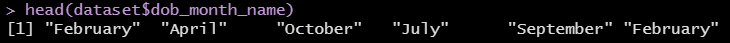 > head(dataset$dob_month_name)
[1] "February"  "April"     "October"   "July"      "September" "February"